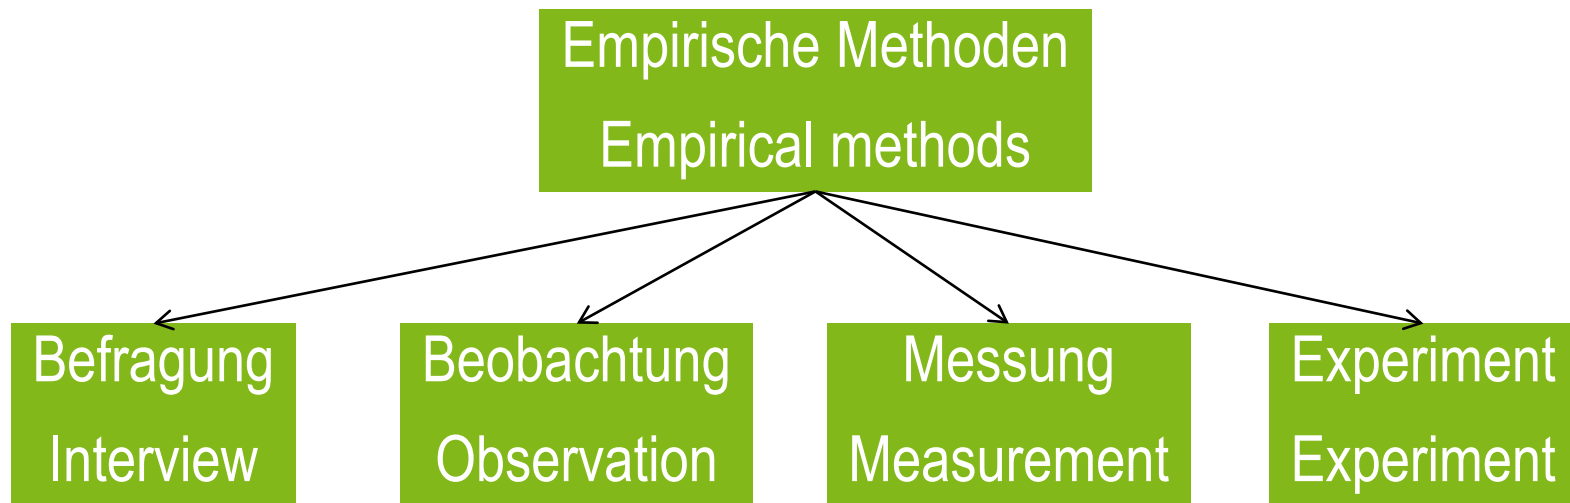 Empirische Methoden
Empirical methods
Befragung
Interview
Beobachtung
Observation
Messung
Measurement
Experiment
Experiment